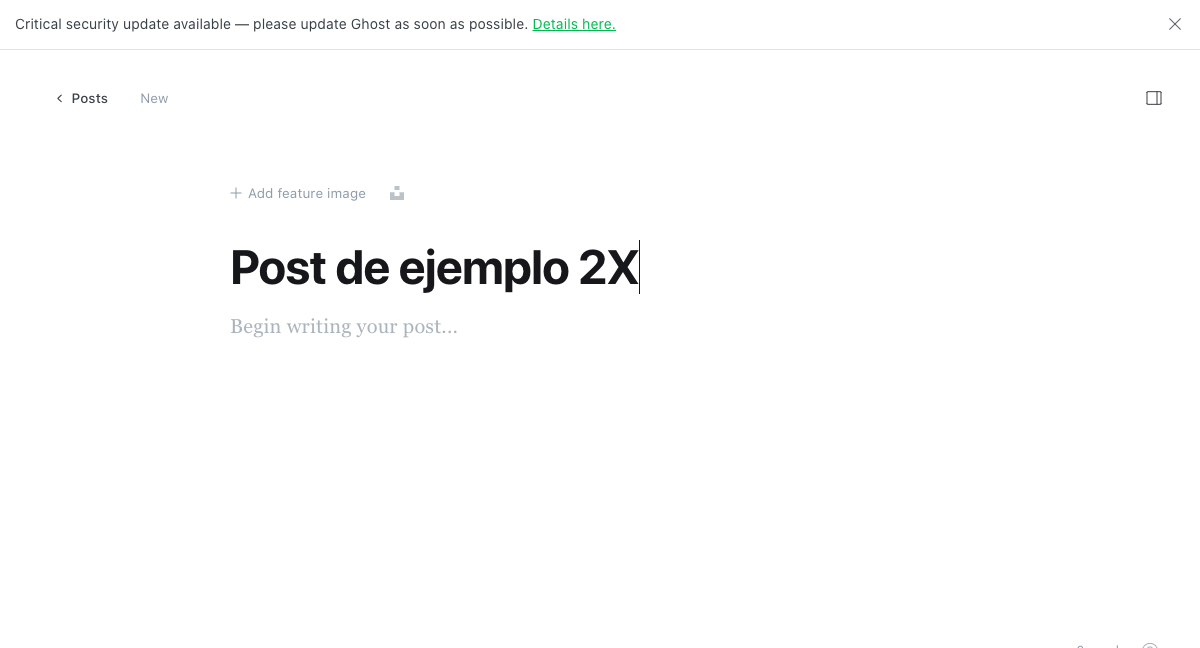 Critical security update available — please update Ghost as soon as possible. Details here.
Posts
New
Add feature image
Post de ejemplo 2X
Begin writing your post...